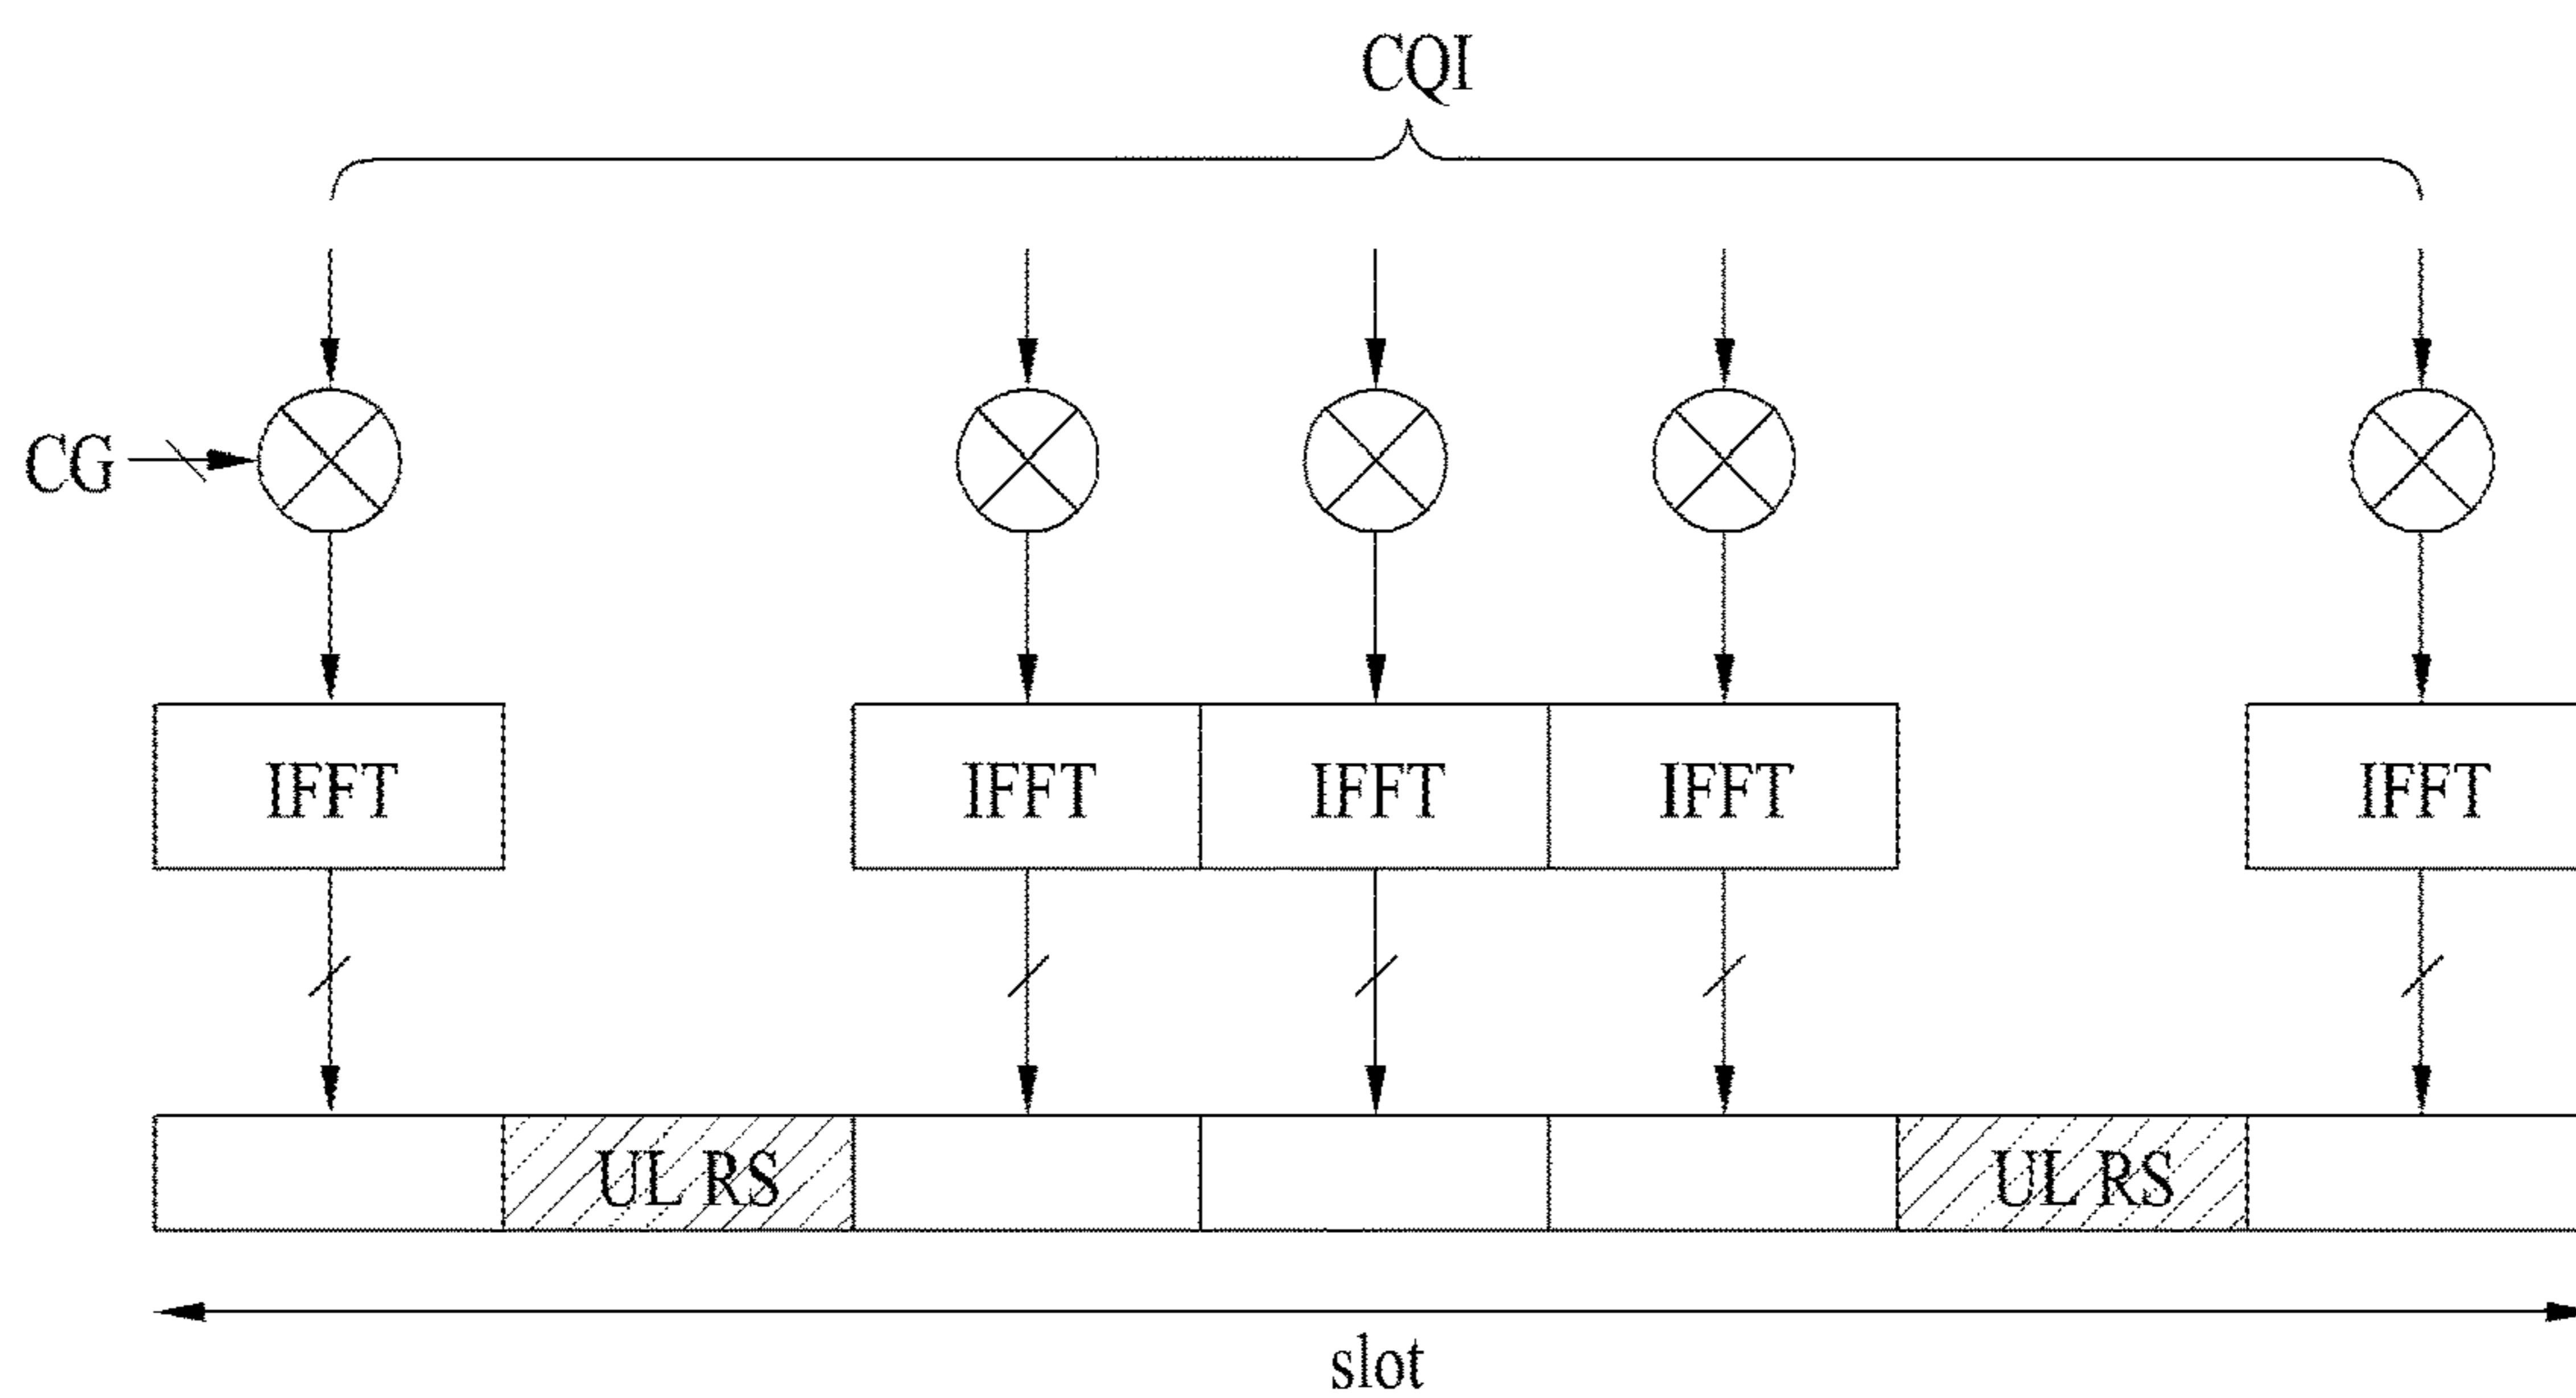 CQI
CG
IFFT IFFT IFFT IFFT IFFT
UL RS UL RS
slot